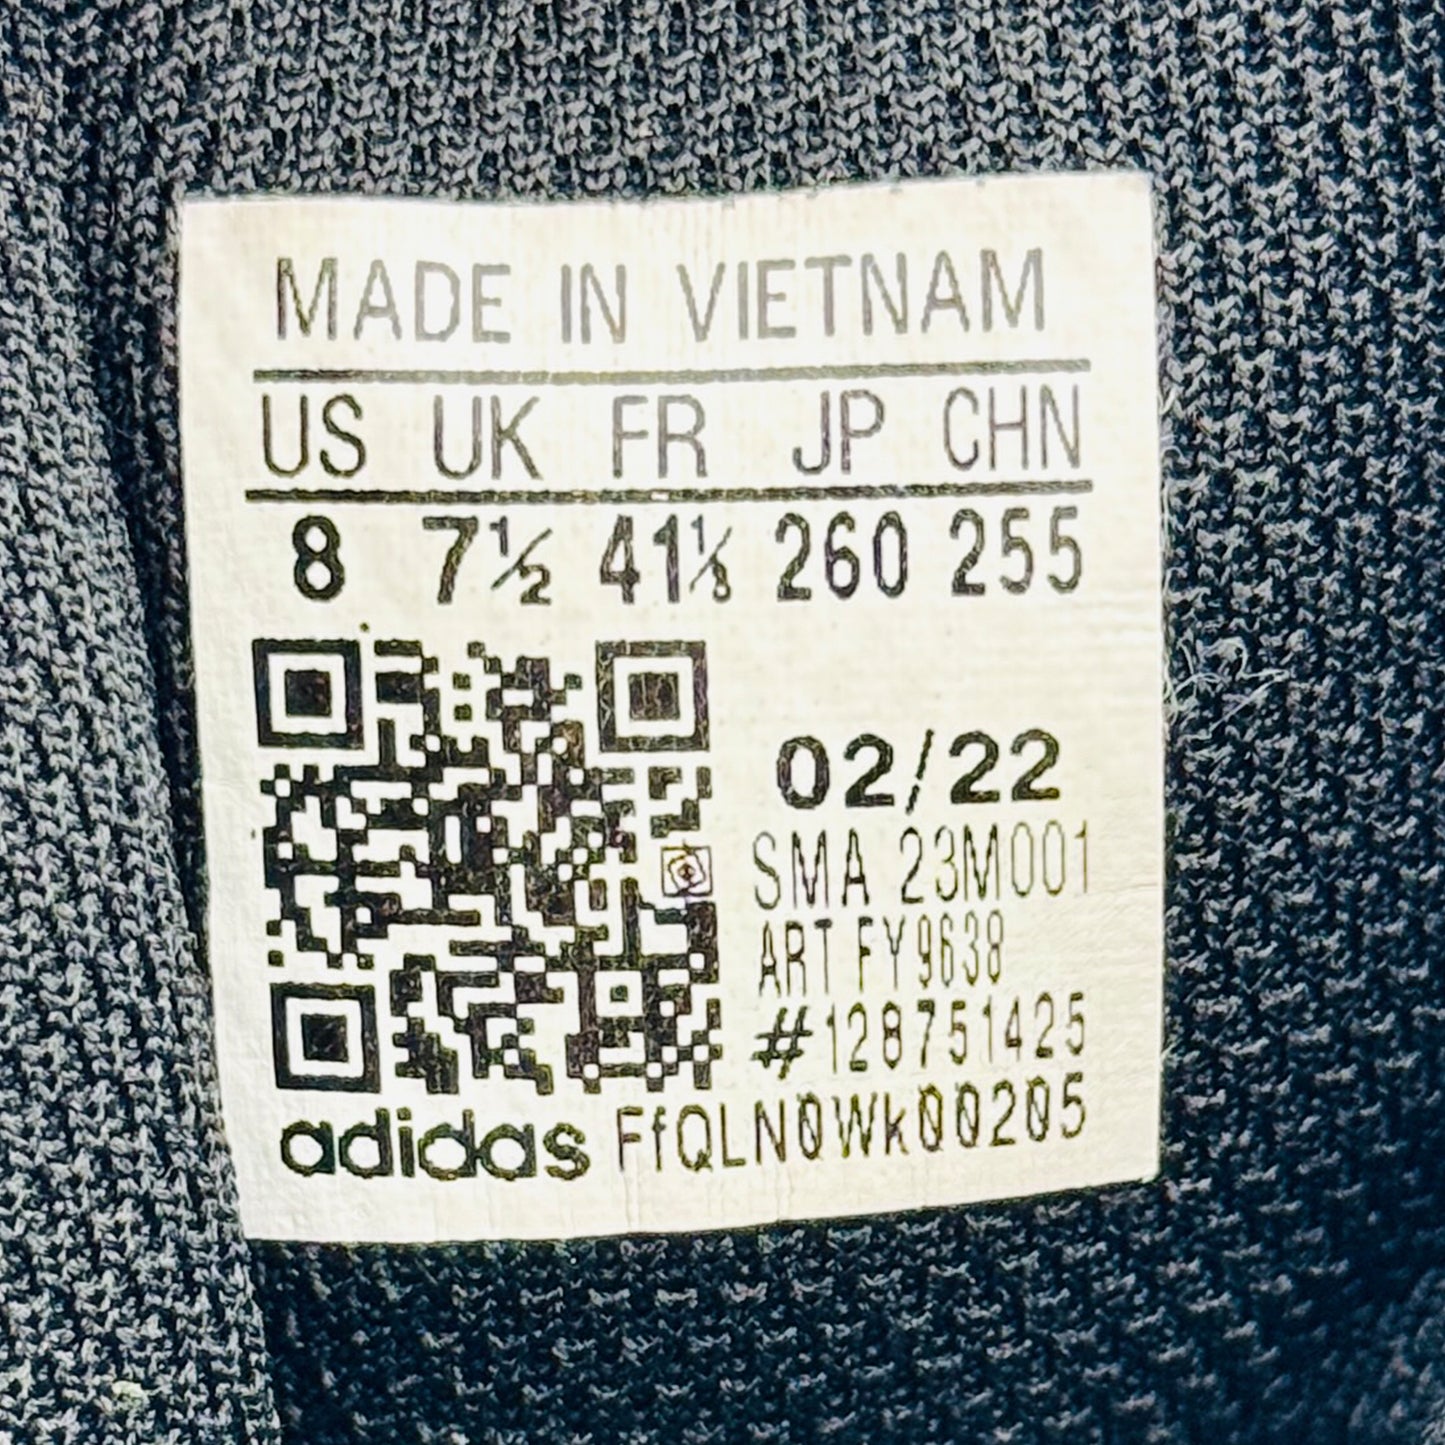 MADE IN VIETNAM
US UK FR JP CHN
8 7½ 41⅓ 260 255
02/22
SMA 23M001
ART FY9638
#128751425
adidas FfQLN0Wk00205